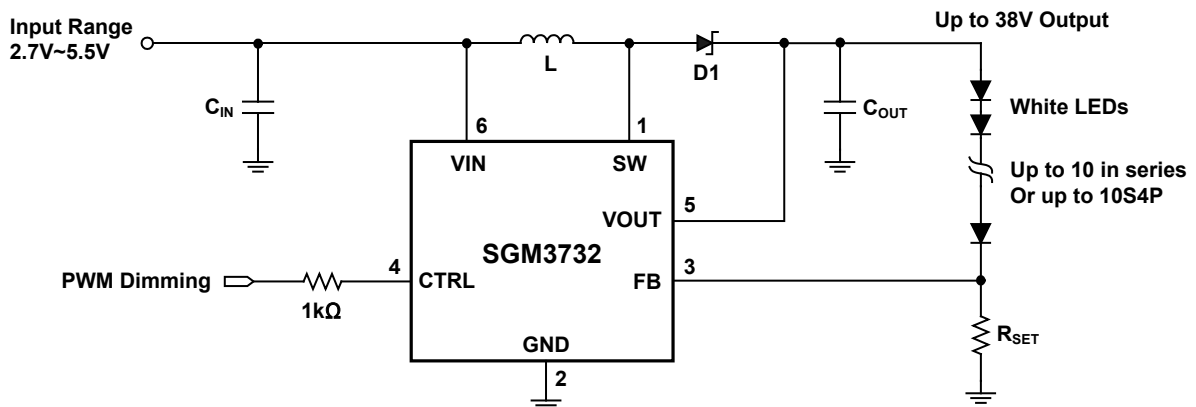 Input Range
2.7V~5.5V
Up to 38V Output
L
D1
CIN
COUT
White LEDs
6
1
VIN
SW
Up to 10 in series
Or up to 10S4P
VOUT
5
SGM3732
PWM Dimming
1kΩ
4
CTRL
FB
3
GND
2
RSET